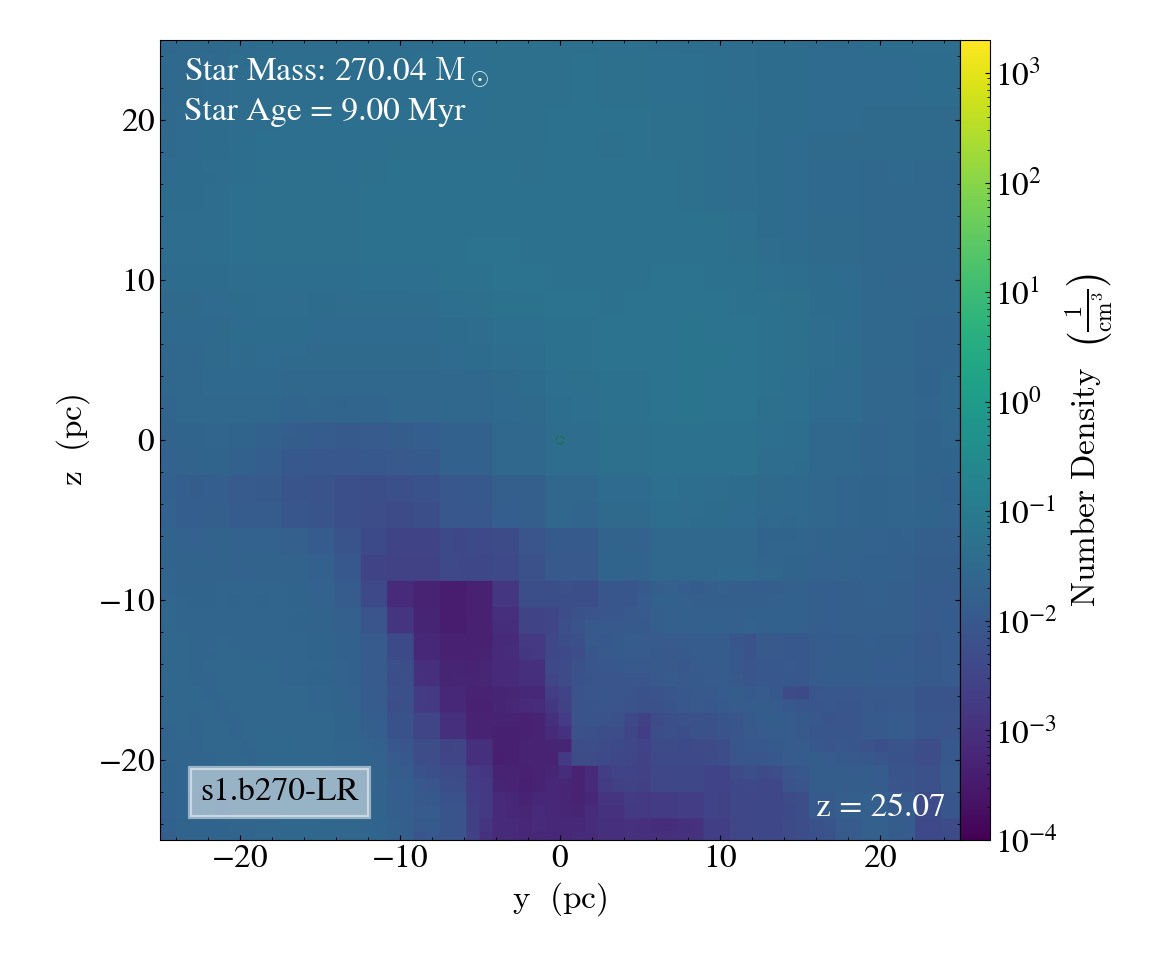 Star Mass: 270.04 M⊙
Star Age = 9.00 Myr
s1.b270-LR
z = 25.07
20
10
0
−10
−20
z (pc)
−20
−10
0
10
20
y (pc)
10³
10²
10¹
10⁰
10⁻¹
10⁻²
10⁻³
10⁻⁴
Number Density (1/cm³)